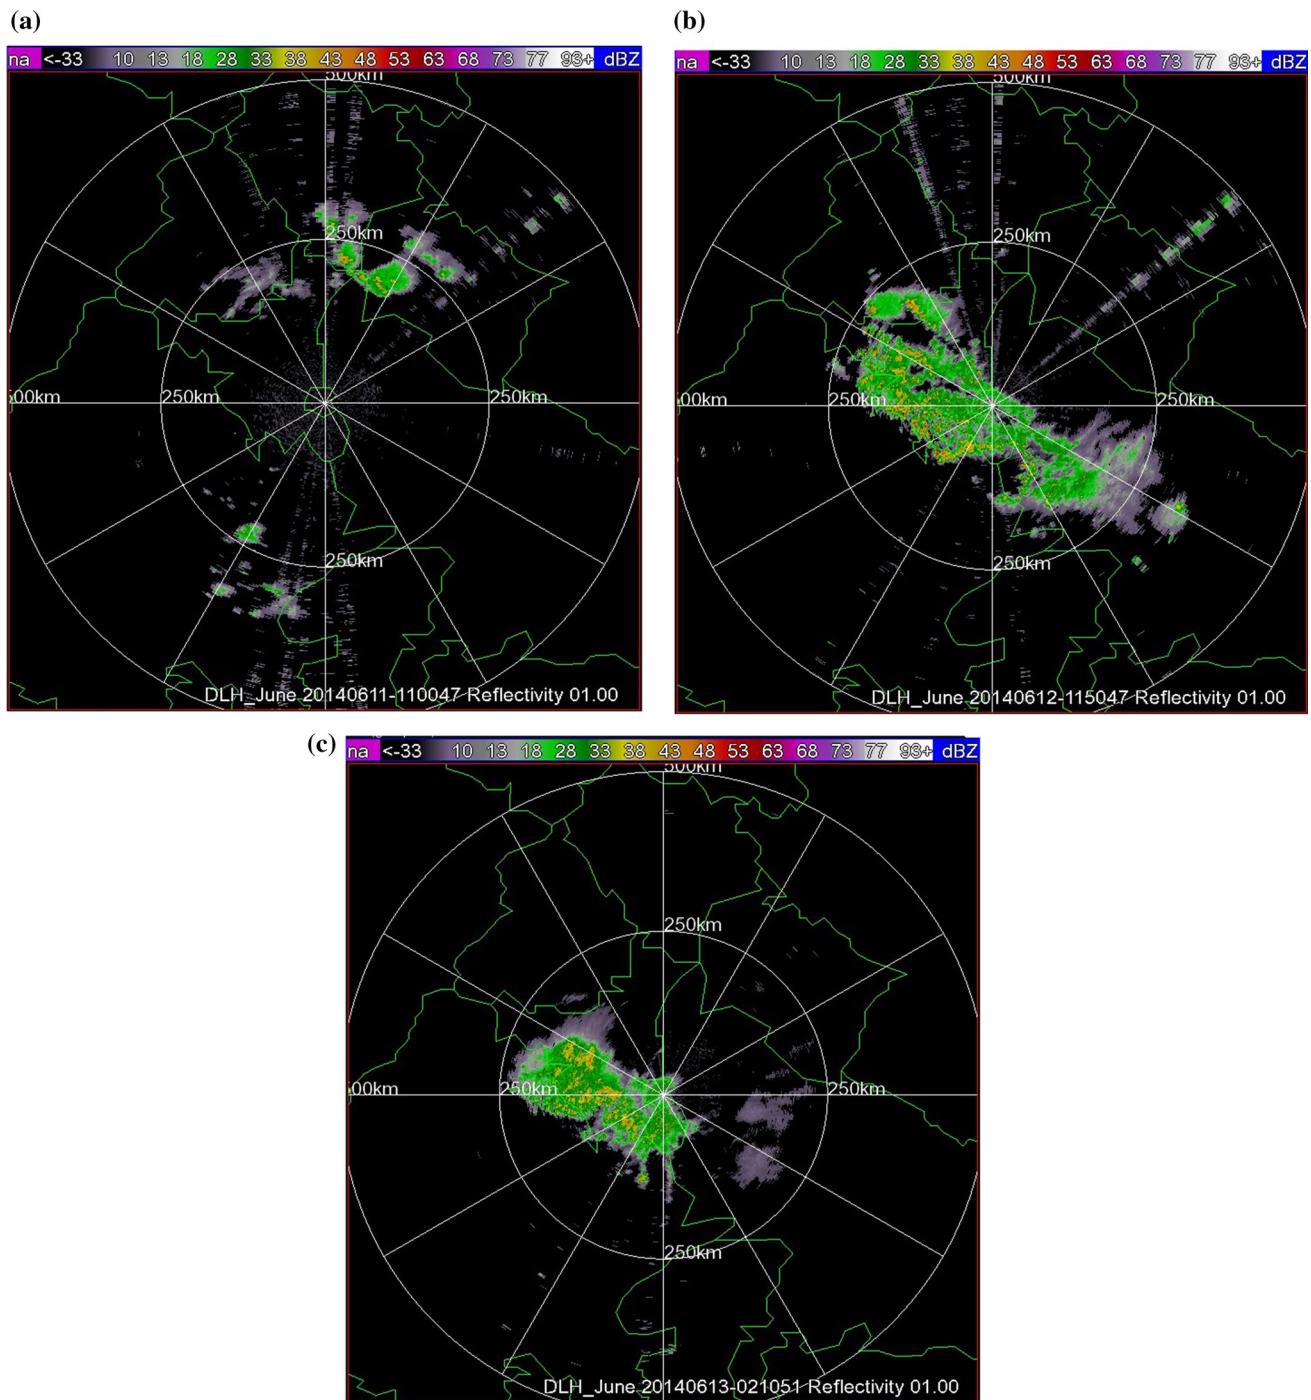 (a)
na <-33 10 13 18 28 33 38 43 48 53 63 68 73 77 93+ dBZ
500km
250km
00km 250km 250km
250km
DLH_June 20140611-110047 Reflectivity 01.00
(b)
na <-33 10 13 18 28 33 38 43 48 53 63 68 73 77 93+ dBZ
500km
250km
00km 250km 250km
250km
DLH_June 20140612-115047 Reflectivity 01.00
(c)
na <-33 10 13 18 28 33 38 43 48 53 63 68 73 77 93+ dBZ
500km
250km
00km 250km 250km
250km
DLH_June 20140613-021051 Reflectivity 01.00